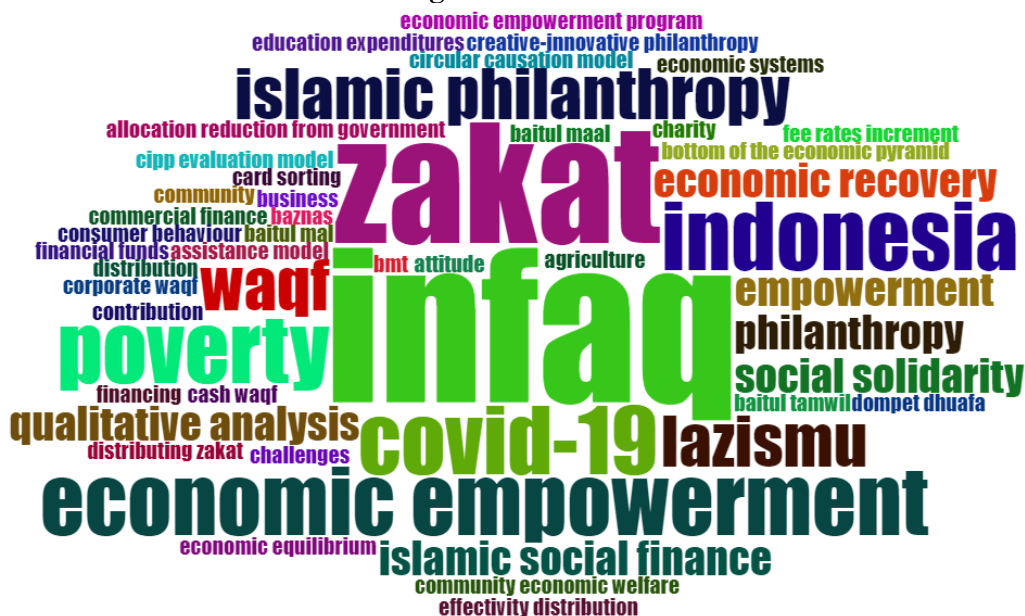 economic empowerment program
education expenditures creative-innovative philanthropy
circular causation model economic systems
islamic philanthropy
allocation reduction from government baitul maal charity fee rates increment
zakat
cipp evaluation model bottom of the economic pyramid
card sorting economic recovery
community business
commercial finance baznas indonesia
consumer behaviour baitul mal
financial funds assistance model
infaq
bmt attitude agriculture
distribution
corporate waqf waqf empowerment
contribution philanthropy
poverty
social solidarity
financing cash waqf baitul tamwil dompet dhuafa
qualitative analysis covid-19 lazismu
distributing zakat challenges
economic empowerment
economic equilibrium islamic social finance
community economic welfare
effectivity distribution